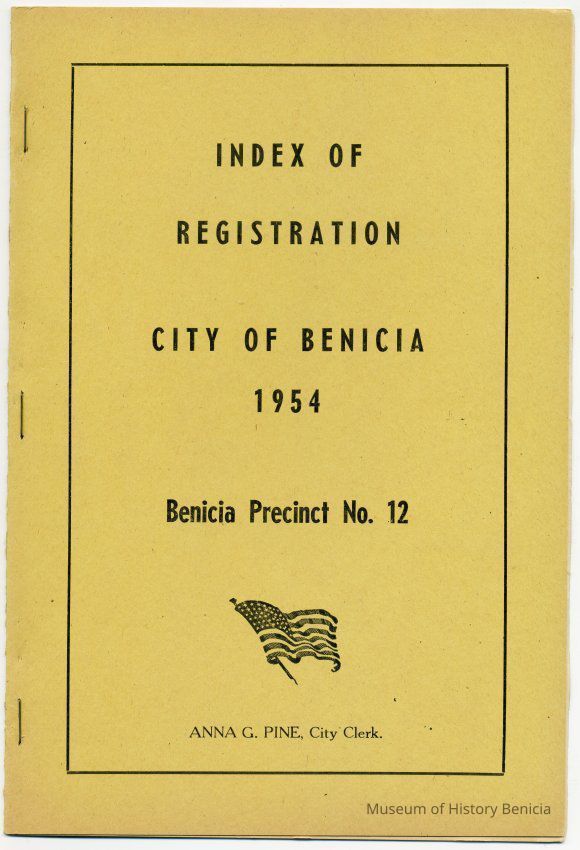 INDEX OF
REGISTRATION
CITY OF BENICIA
1954
Benicia Precinct No. 12
ANNA G. PINE, City Clerk.
Museum of History Benicia